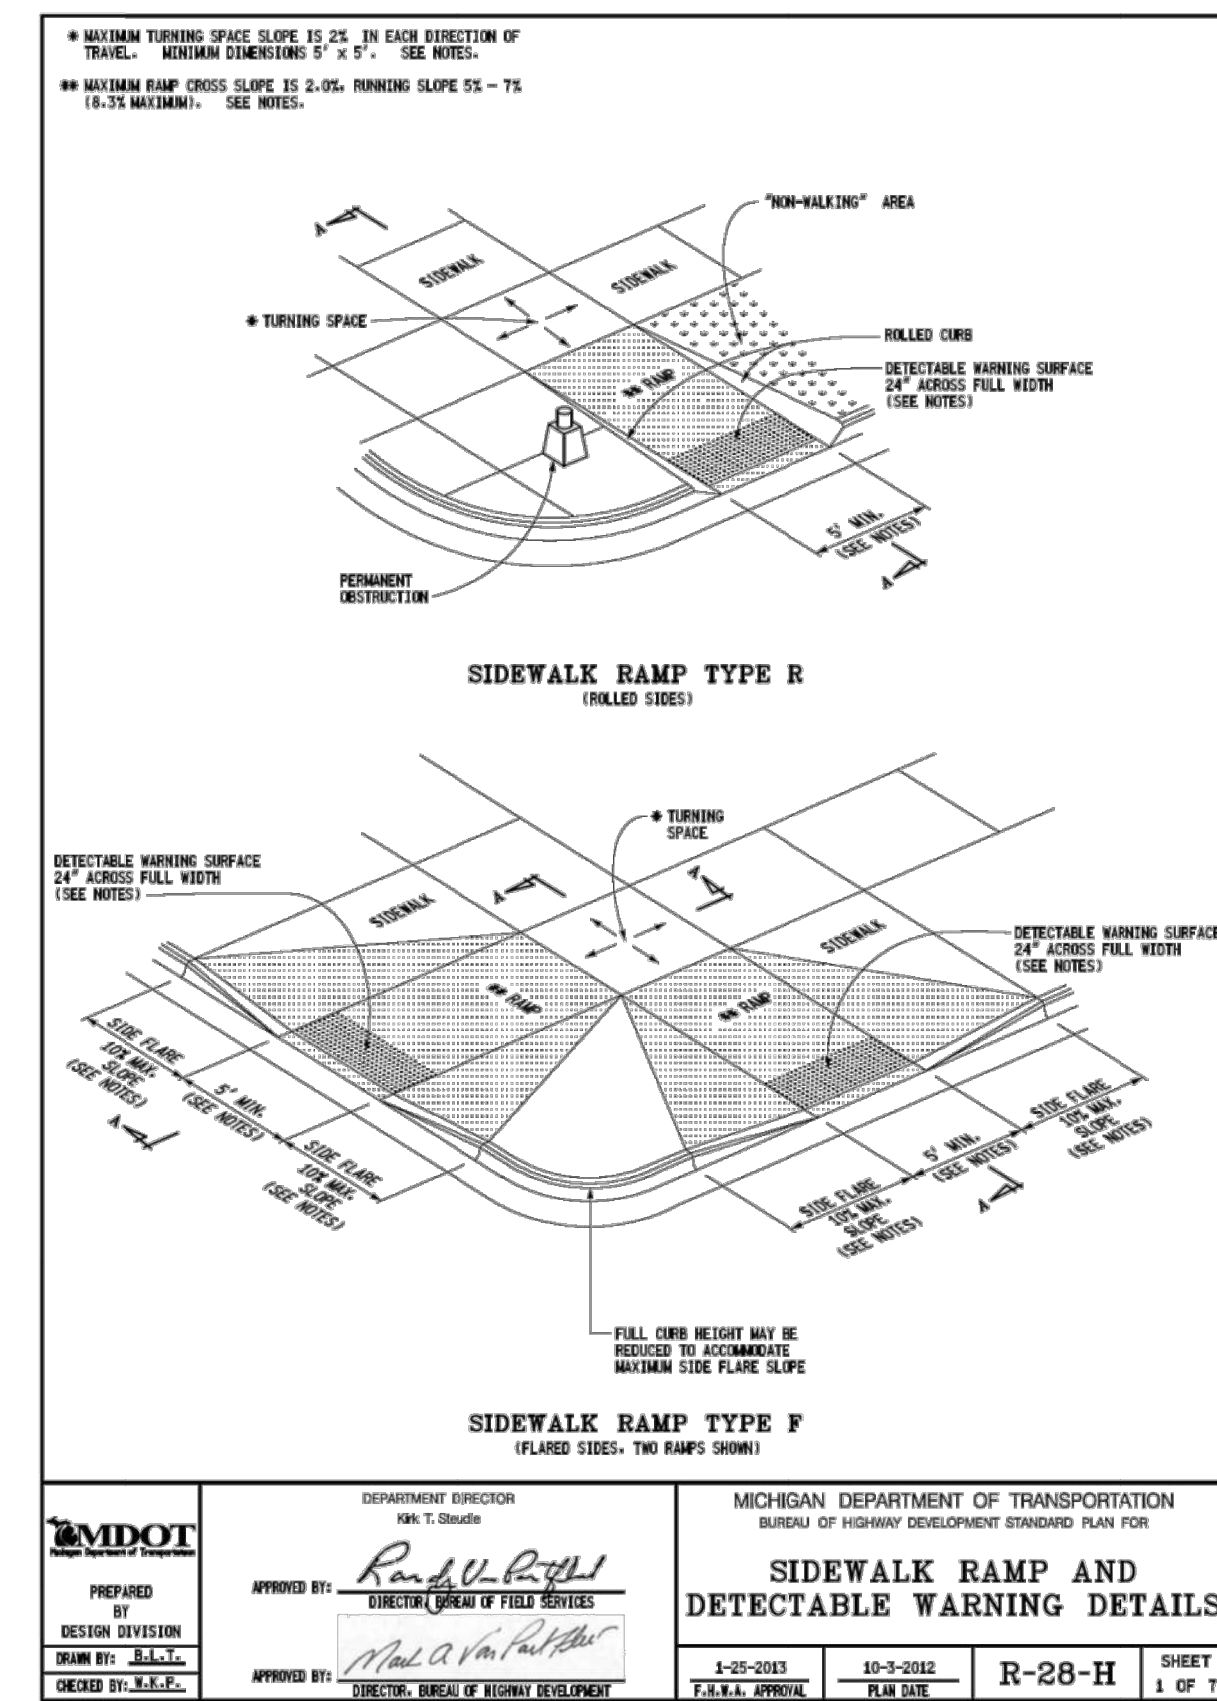 * MAXIMUM TURNING SPACE SLOPE IS 2% IN EACH DIRECTION OF
TRAVEL. MINIMUM DIMENSIONS 5' x 5'. SEE NOTES.
** MAXIMUM RAMP CROSS SLOPE IS 2.0%. RUNNING SLOPE 5% - 7%
(8.3% MAXIMUM). SEE NOTES.
"NON-WALKING" AREA
A
SIDEWALK
SIDEWALK
* TURNING SPACE
ROLLED CURB
DETECTABLE WARNING SURFACE
24" ACROSS FULL WIDTH
(SEE NOTES)
** RAMP
5' MIN.
(SEE NOTES)
A
PERMANENT
OBSTRUCTION
SIDEWALK RAMP TYPE R
(ROLLED SIDES)
* TURNING
SPACE
DETECTABLE WARNING SURFACE
24" ACROSS FULL WIDTH
(SEE NOTES)
A
A
SIDEWALK
SIDEWALK
DETECTABLE WARNING SURFACE
24" ACROSS FULL WIDTH
(SEE NOTES)
** RAMP
** RAMP
SIDE FLARE
10% MAX.
SLOPE
(SEE NOTES)
5' MIN.
(SEE NOTES)
SIDE FLARE
10% MAX.
SLOPE
(SEE NOTES)
A
SIDE FLARE
10% MAX.
SLOPE
(SEE NOTES)
5' MIN.
(SEE NOTES)
SIDE FLARE
10% MAX.
SLOPE
(SEE NOTES)
A
FULL CURB HEIGHT MAY BE
REDUCED TO ACCOMMODATE
MAXIMUM SIDE FLARE SLOPE
SIDEWALK RAMP TYPE F
(FLARED SIDES. TWO RAMPS SHOWN)
MDOT
Michigan Department of Transportation
PREPARED
BY
DESIGN DIVISION
DRAWN BY: B.L.T.
CHECKED BY: W.K.P.
DEPARTMENT DIRECTOR
Kirk T. Steudle
APPROVED BY:
DIRECTOR, BUREAU OF FIELD SERVICES
Mark A Van Port Fleet
APPROVED BY:
DIRECTOR. BUREAU OF HIGHWAY DEVELOPMENT
MICHIGAN DEPARTMENT OF TRANSPORTATION
BUREAU OF HIGHWAY DEVELOPMENT STANDARD PLAN FOR
SIDEWALK RAMP AND
DETECTABLE WARNING DETAILS
1-25-2013
F.H.W.A. APPROVAL
10-3-2012
PLAN DATE
R-28-H
SHEET
1 OF 7